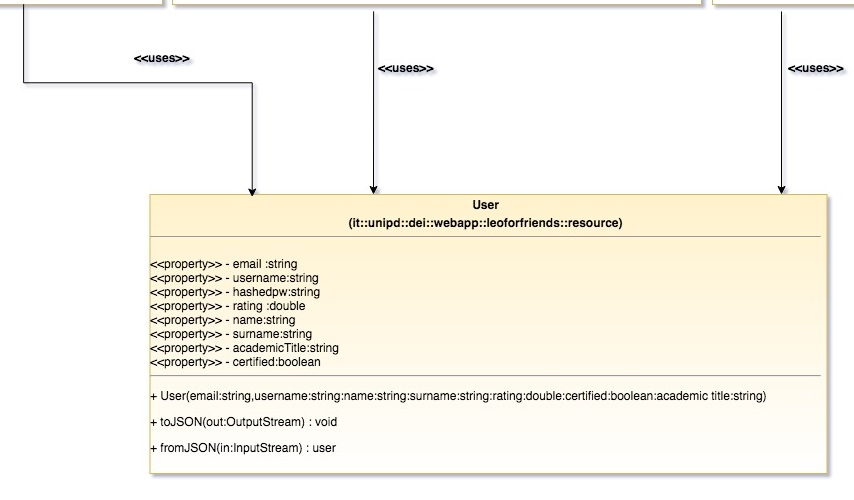 <<uses>>
<<uses>>
<<uses>>
User
(it::unipd::dei::webapp::leoforfriends::resource)
<<property>> - email :string
<<property>> - username:string
<<property>> - hashedpw:string
<<property>> - rating :double
<<property>> - name:string
<<property>> - surname:string
<<property>> - academicTitle:string
<<property>> - certified:boolean
+ User(email:string,username:string:name:string:surname:string:rating:double:certified:boolean:academic title:string)
+ toJSON(out:OutputStream) : void
+ fromJSON(in:InputStream) : user